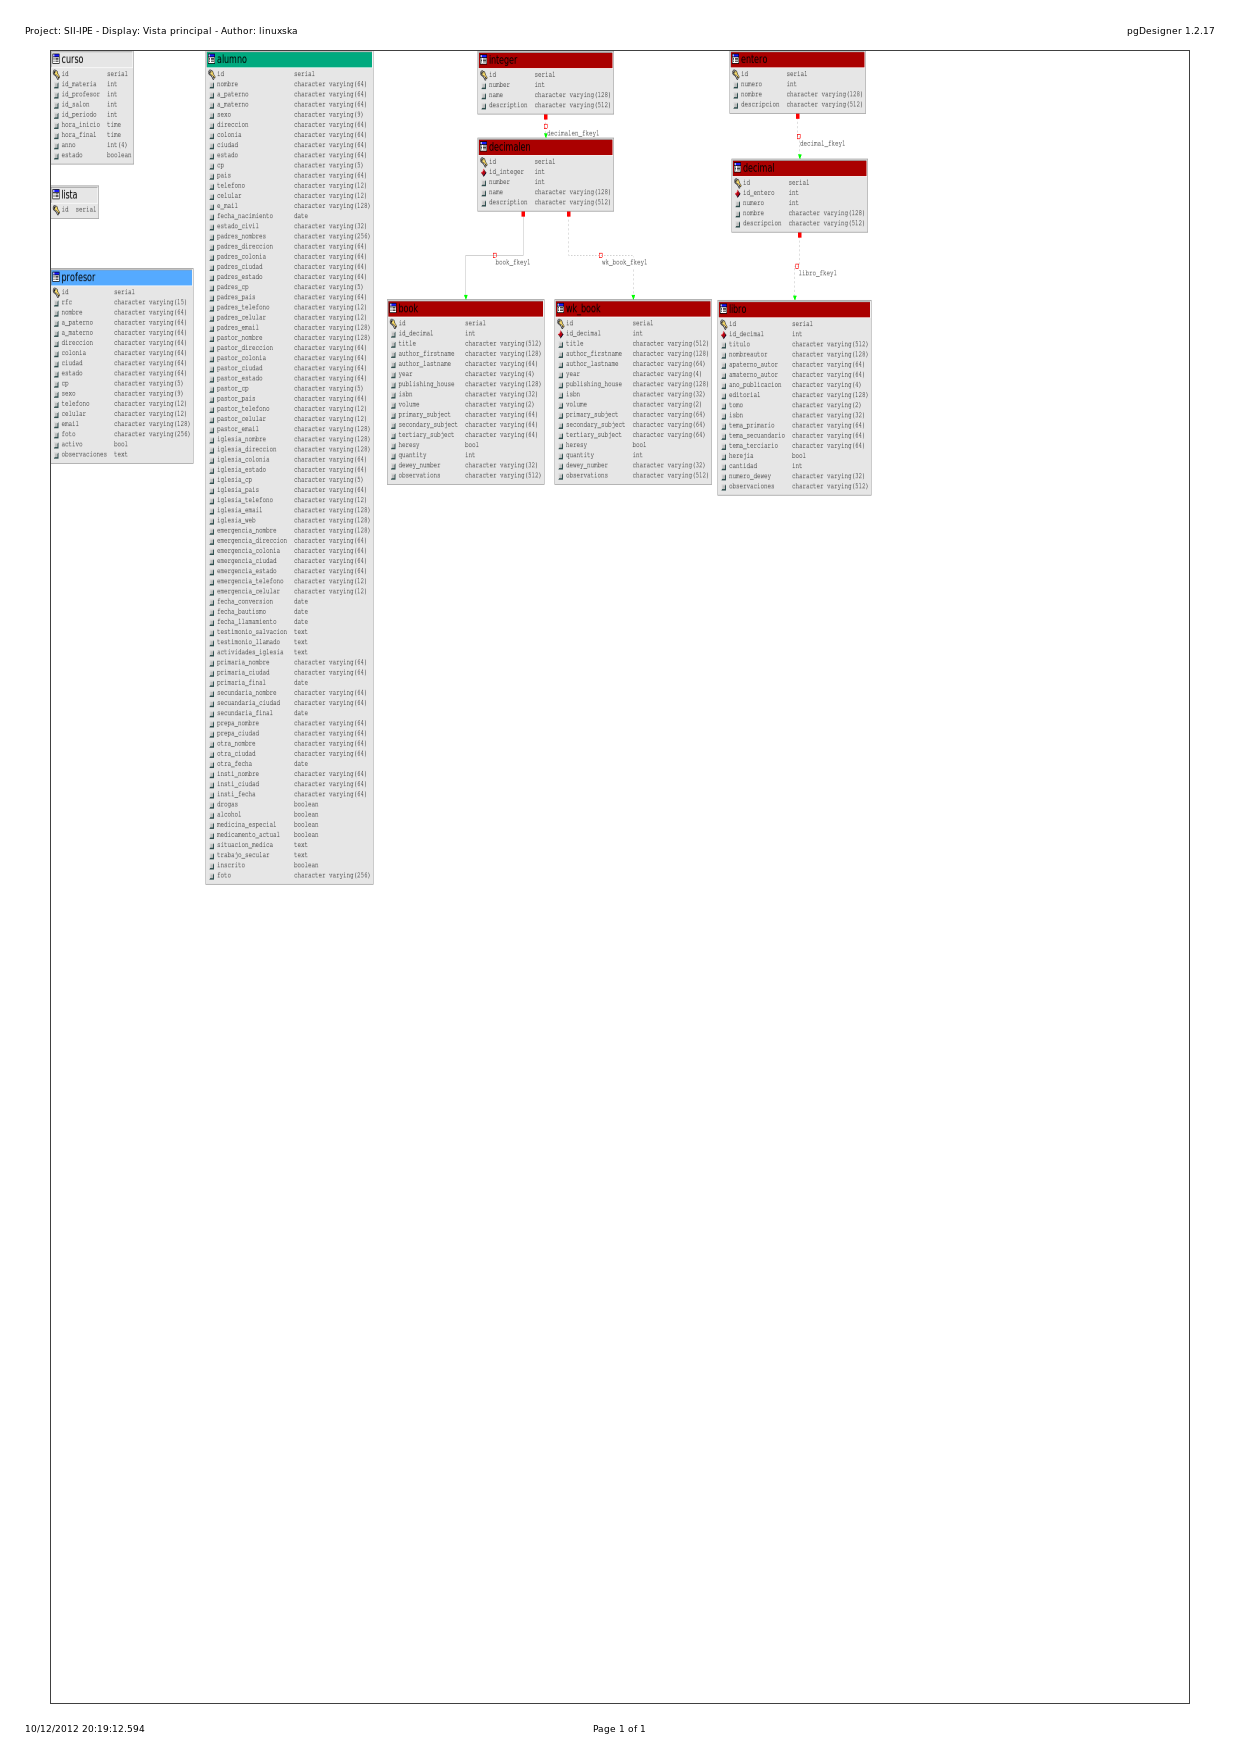 Project: SII-IPE - Display: Vista principal - Author: linuxska
pgDesigner 1.2.17
curso
id serial
id_materia int
id_profesor int
id_salon int
id_periodo int
hora_inicio time
hora_final time
anno int(4)
estado boolean
lista
id serial
profesor
id serial
rfc character varying(15)
nombre character varying(64)
a_paterno character varying(64)
a_materno character varying(64)
direccion character varying(64)
colonia character varying(64)
ciudad character varying(64)
estado character varying(64)
cp character varying(5)
sexo character varying(9)
telefono character varying(12)
celular character varying(12)
email character varying(128)
foto character varying(256)
activo bool
observaciones text
alumno
id serial
nombre character varying(64)
a_paterno character varying(64)
a_materno character varying(64)
sexo character varying(9)
direccion character varying(64)
colonia character varying(64)
ciudad character varying(64)
estado character varying(64)
cp character varying(5)
pais character varying(64)
telefono character varying(12)
celular character varying(12)
e_mail character varying(128)
fecha_nacimiento date
estado_civil character varying(32)
padres_nombres character varying(256)
padres_direccion character varying(64)
padres_colonia character varying(64)
padres_ciudad character varying(64)
padres_estado character varying(64)
padres_cp character varying(5)
padres_pais character varying(64)
padres_telefono character varying(12)
padres_celular character varying(12)
padres_email character varying(128)
pastor_nombre character varying(128)
pastor_direccion character varying(64)
pastor_colonia character varying(64)
pastor_ciudad character varying(64)
pastor_estado character varying(64)
pastor_cp character varying(5)
pastor_pais character varying(64)
pastor_telefono character varying(12)
pastor_celular character varying(12)
pastor_email character varying(128)
iglesia_nombre character varying(128)
iglesia_direccion character varying(128)
iglesia_colonia character varying(64)
iglesia_estado character varying(64)
iglesia_cp character varying(5)
iglesia_pais character varying(64)
iglesia_telefono character varying(12)
iglesia_email character varying(128)
iglesia_web character varying(128)
emergencia_nombre character varying(128)
emergencia_direccion character varying(64)
emergencia_colonia character varying(64)
emergencia_ciudad character varying(64)
emergencia_estado character varying(64)
emergencia_telefono character varying(12)
emergencia_celular character varying(12)
fecha_conversion date
fecha_bautismo date
fecha_llamamiento date
testimonio_salvacion text
testimonio_llamado text
actividades_iglesia text
primaria_nombre character varying(64)
primaria_ciudad character varying(64)
primaria_final date
secundaria_nombre character varying(64)
secuandaria_ciudad character varying(64)
secundaria_final date
prepa_nombre character varying(64)
prepa_ciudad character varying(64)
otra_nombre character varying(64)
otra_ciudad character varying(64)
otra_fecha date
insti_nombre character varying(64)
insti_ciudad character varying(64)
insti_fecha character varying(64)
drogas boolean
alcohol boolean
medicina_especial boolean
medicamento_actual boolean
situacion_medica text
trabajo_secular text
inscrito boolean
foto character varying(256)
integer
id serial
number int
name character varying(128)
description character varying(512)
decimalen_fkey1
decimalen
id serial
id_integer int
number int
name character varying(128)
description character varying(512)
book_fkey1
wk_book_fkey1
book
id serial
id_decimal int
title character varying(512)
author_firstname character varying(128)
author_lastname character varying(64)
year character varying(4)
publishing_house character varying(128)
isbn character varying(32)
volume character varying(2)
primary_subject character varying(64)
secondary_subject character varying(64)
tertiary_subject character varying(64)
heresy bool
quantity int
dewey_number character varying(32)
observations character varying(512)
wk_book
id serial
id_decimal int
title character varying(512)
author_firstname character varying(128)
author_lastname character varying(64)
year character varying(4)
publishing_house character varying(128)
isbn character varying(32)
volume character varying(2)
primary_subject character varying(64)
secondary_subject character varying(64)
tertiary_subject character varying(64)
heresy bool
quantity int
dewey_number character varying(32)
observations character varying(512)
entero
id serial
numero int
nombre character varying(128)
descripcion character varying(512)
decimal_fkey1
decimal
id serial
id_entero int
numero int
nombre character varying(128)
descripcion character varying(512)
libro_fkey1
libro
id serial
id_decimal int
titulo character varying(512)
nombreautor character varying(128)
apaterno_autor character varying(64)
amaterno_autor character varying(64)
ano_publicacion character varying(4)
editorial character varying(128)
tomo character varying(2)
isbn character varying(32)
tema_primario character varying(64)
tema_secuandario character varying(64)
tema_terciario character varying(64)
herejia bool
cantidad int
numero_dewey character varying(32)
observaciones character varying(512)
10/12/2012 20:19:12.594
Page 1 of 1